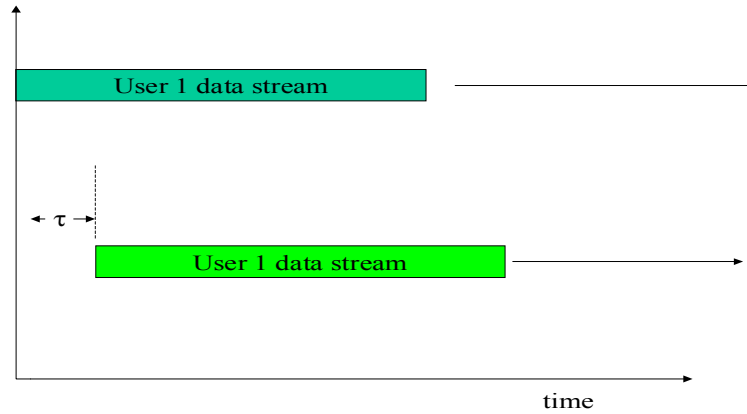 User 1 data stream
τ
User 1 data stream
time